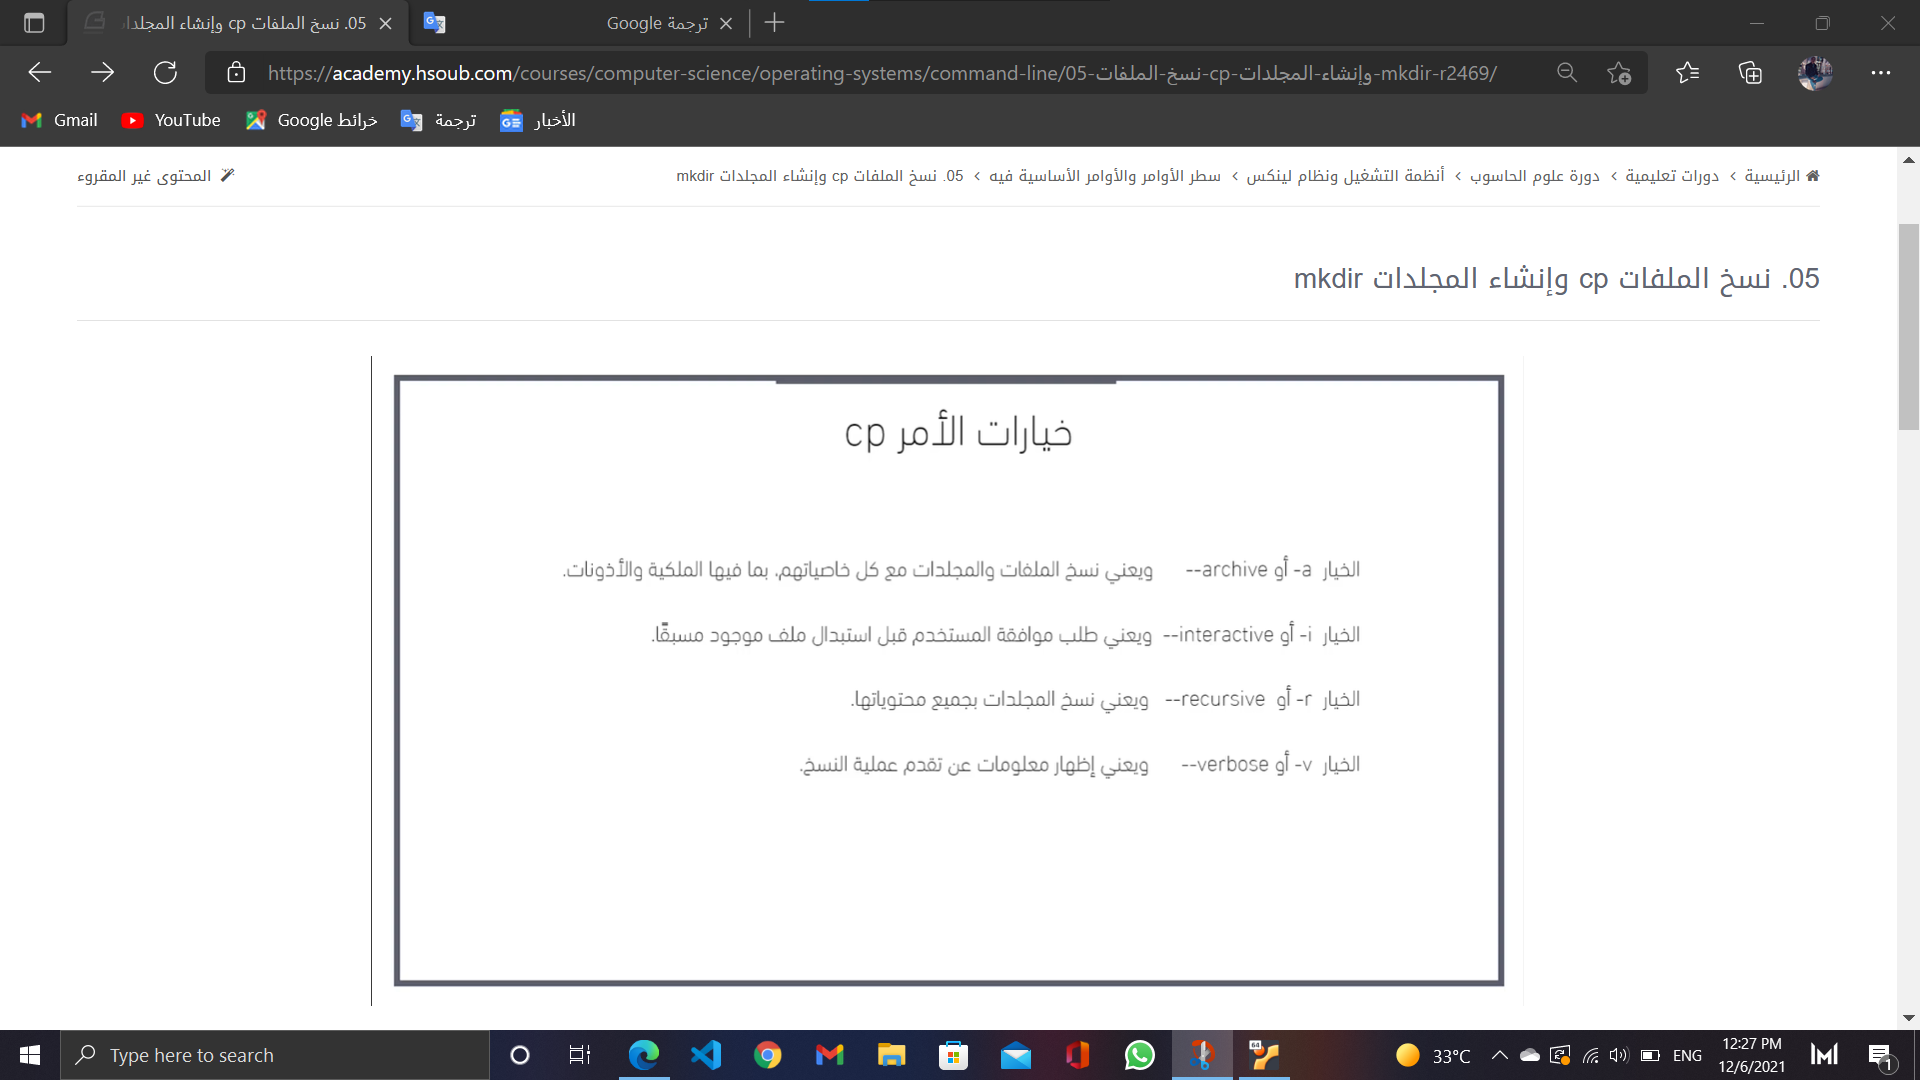 05. نسخ الملفات cp وإنشاء المجلدا
ترجمة Google
https://academy.hsoub.com/courses/computer-science/operating-systems/command-line/05-نسخ-الملفات-cp-وإنشاء-المجلدات-mkdir-r2469/
Gmail
YouTube
خرائط Google
ترجمة
الأخبار
الرئيسية › دورات تعليمية › دورة علوم الحاسوب › أنظمة التشغيل ونظام لينكس › سطر الأوامر والأوامر الأساسية فيه › 05. نسخ الملفات cp وإنشاء المجلدات mkdir
المحتوى غير المقروء
05. نسخ الملفات cp وإنشاء المجلدات mkdir
خيارات الأمر cp
الخيار a- أو archive-- ويعني نسخ الملفات والمجلدات مع كل خاصياتهم، بما فيها الملكية والأذونات.
الخيار i- أو interactive-- ويعني طلب موافقة المستخدم قبل استبدال ملف موجود مسبقًا.
الخيار r- أو recursive-- ويعني نسخ المجلدات بجميع محتوياتها.
الخيار v- أو verbose-- ويعني إظهار معلومات عن تقدم عملية النسخ.
Type here to search
64
33°C
ENG
12:27 PM
12/6/2021
1